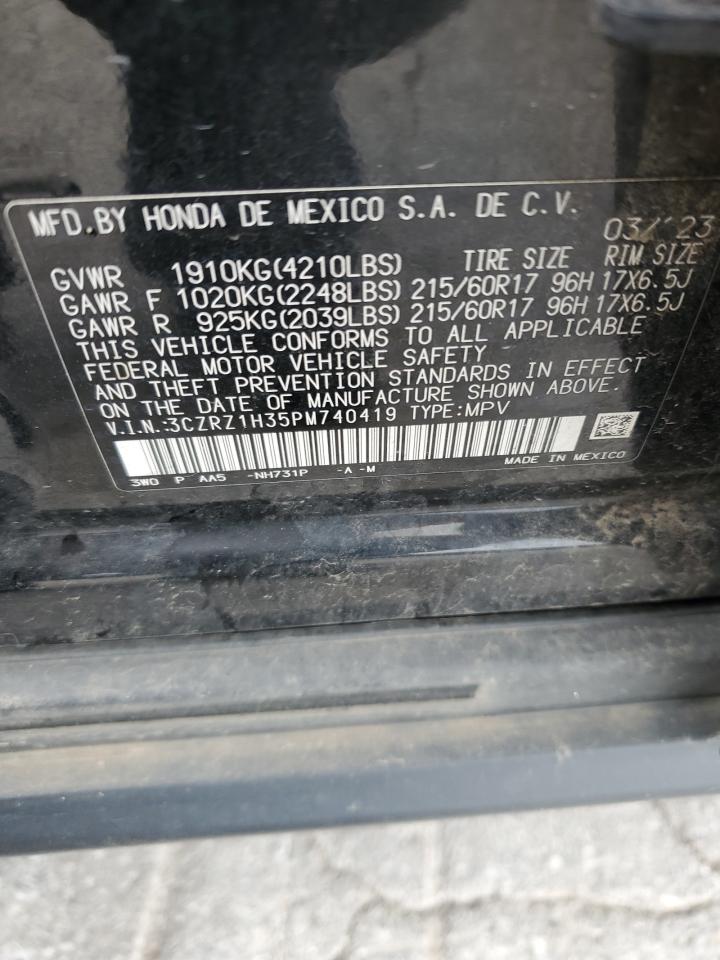 MFD.BY HONDA DE MEXICO S.A. DE C.V. 03/'23
GVWR 1910KG(4210LBS) TIRE SIZE RIM SIZE
GAWR F 1020KG(2248LBS) 215/60R17 96H 17X6.5J
GAWR R 925KG(2039LBS) 215/60R17 96H 17X6.5J
THIS VEHICLE CONFORMS TO ALL APPLICABLE
FEDERAL MOTOR VEHICLE SAFETY
AND THEFT PREVENTION STANDARDS IN EFFECT
ON THE DATE OF MANUFACTURE SHOWN ABOVE.
V.I.N.:3CZRZ1H35PM740419 TYPE:MPV
3W0 P AA5 -NH731P -A -M MADE IN MEXICO